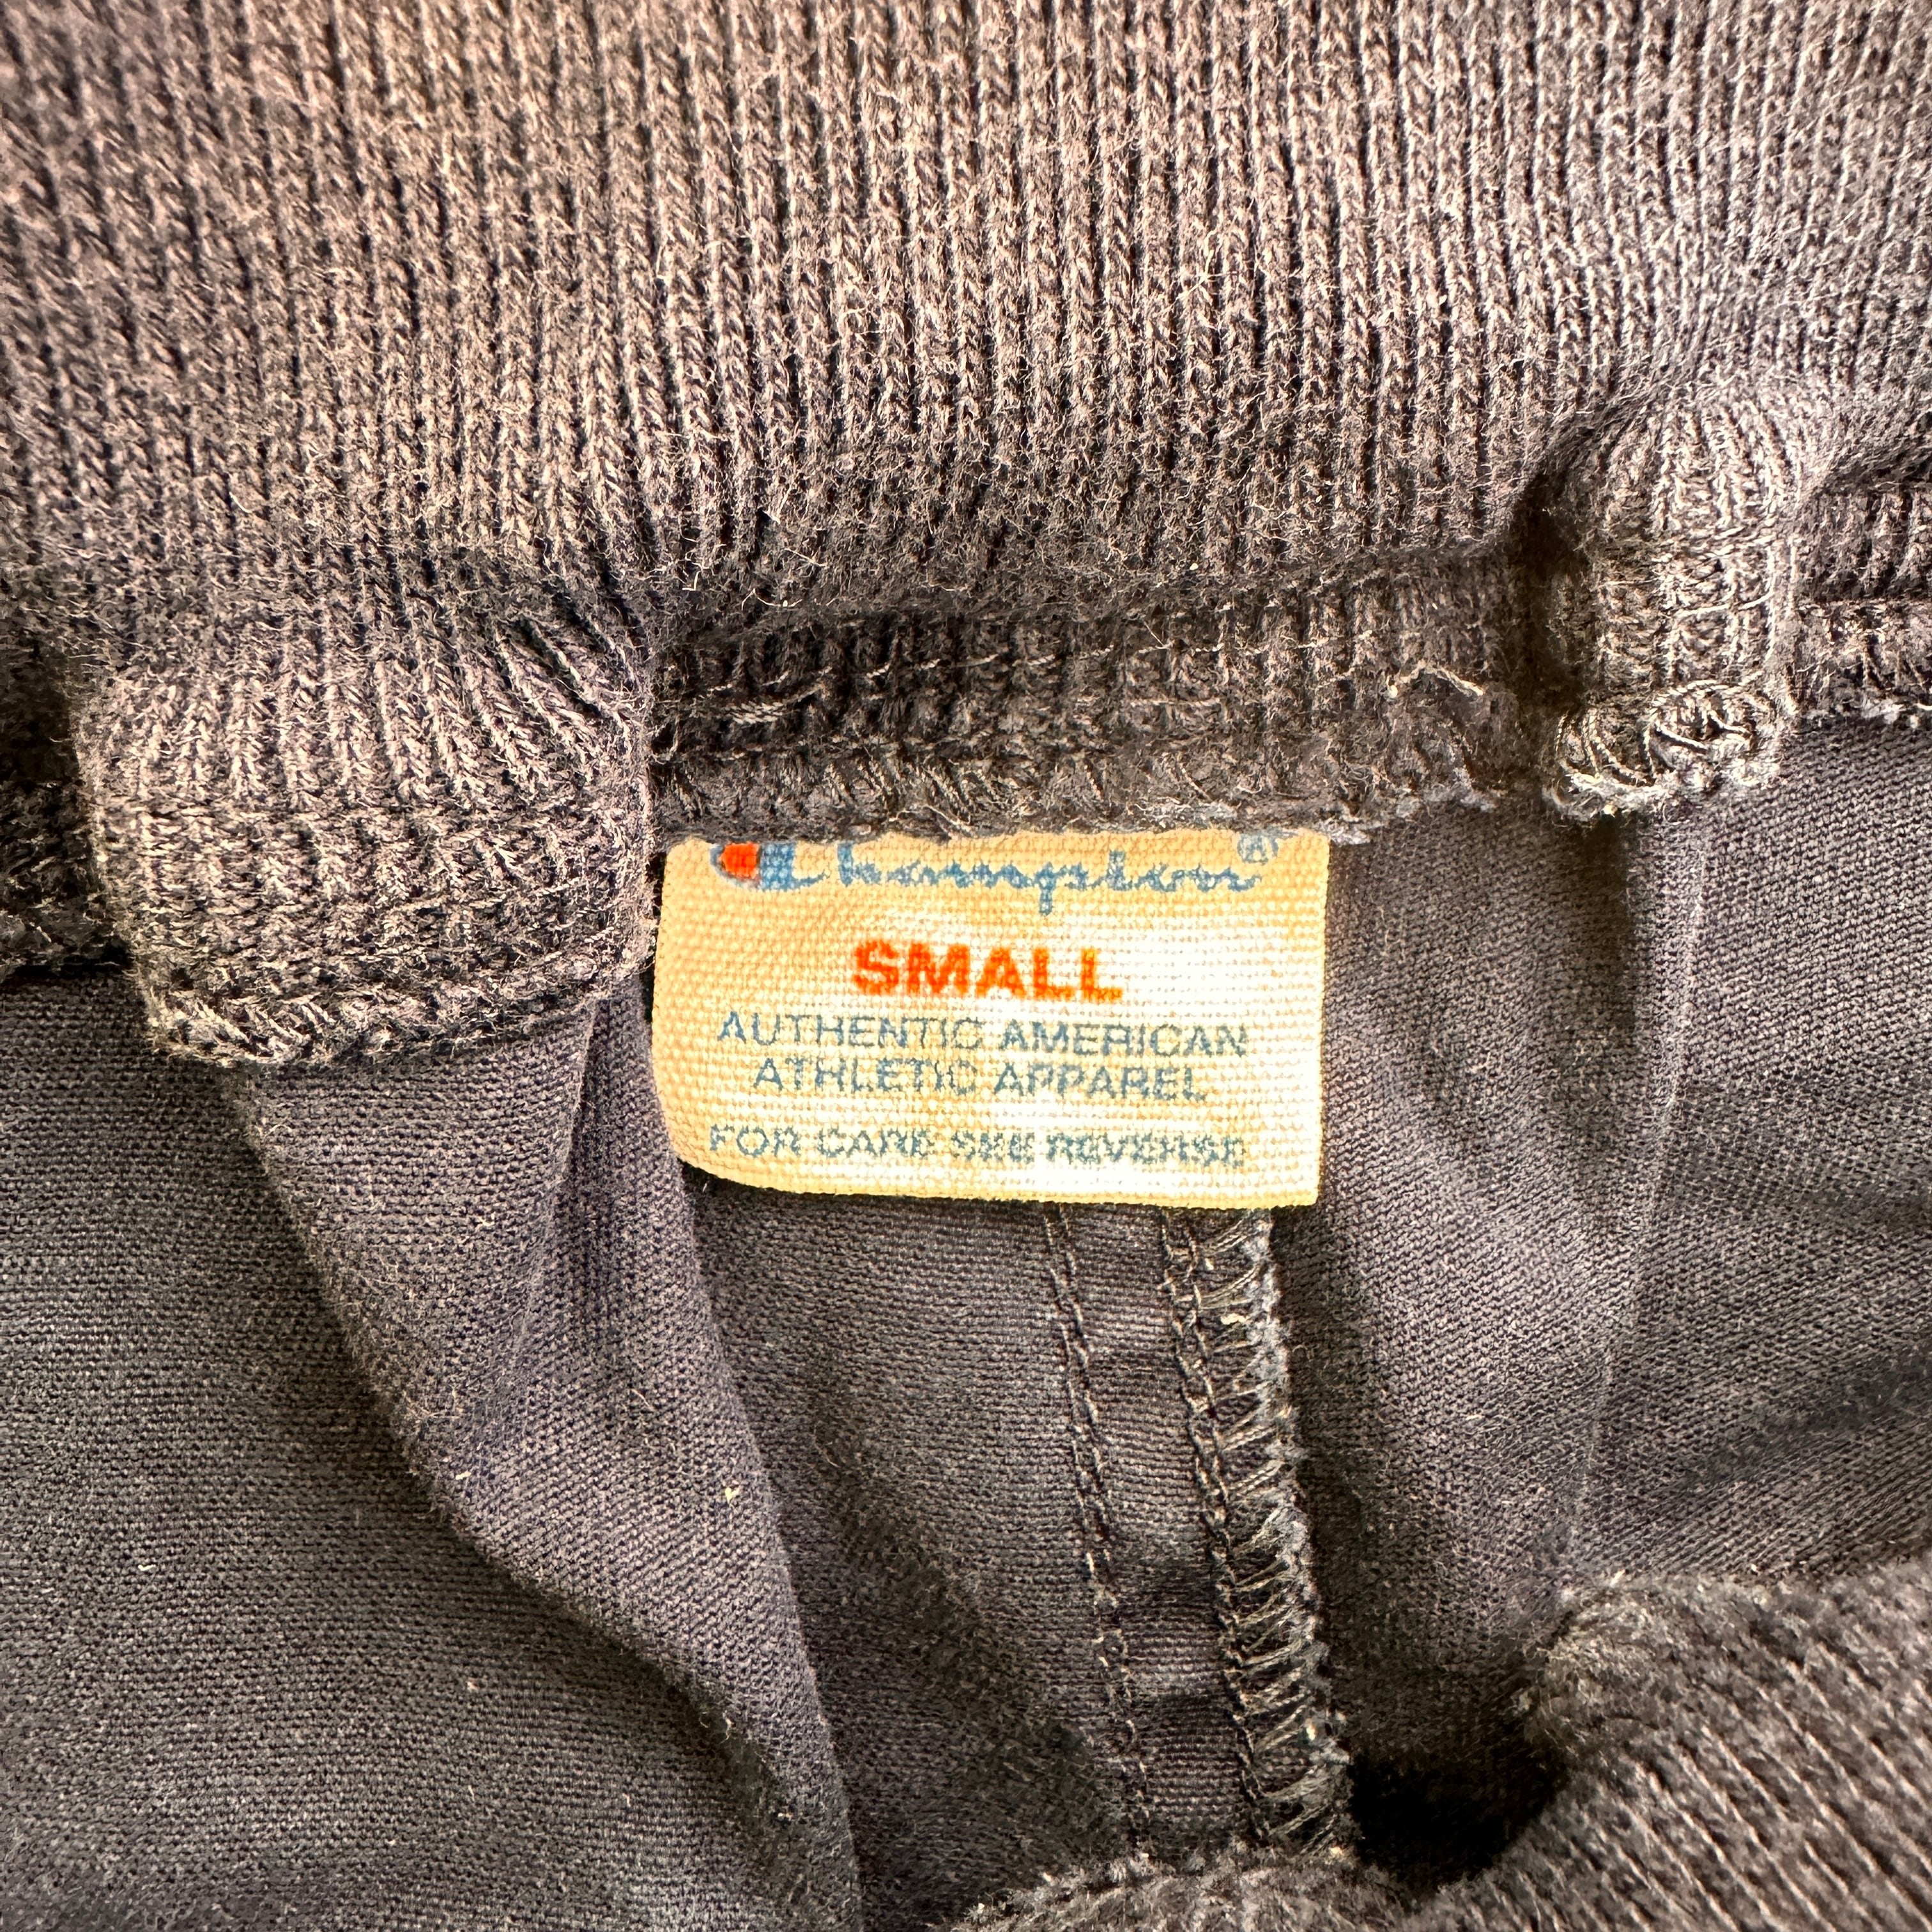 Champion®
SMALL
AUTHENTIC AMERICAN
ATHLETIC APPAREL
FOR CARE SEE REVERSE